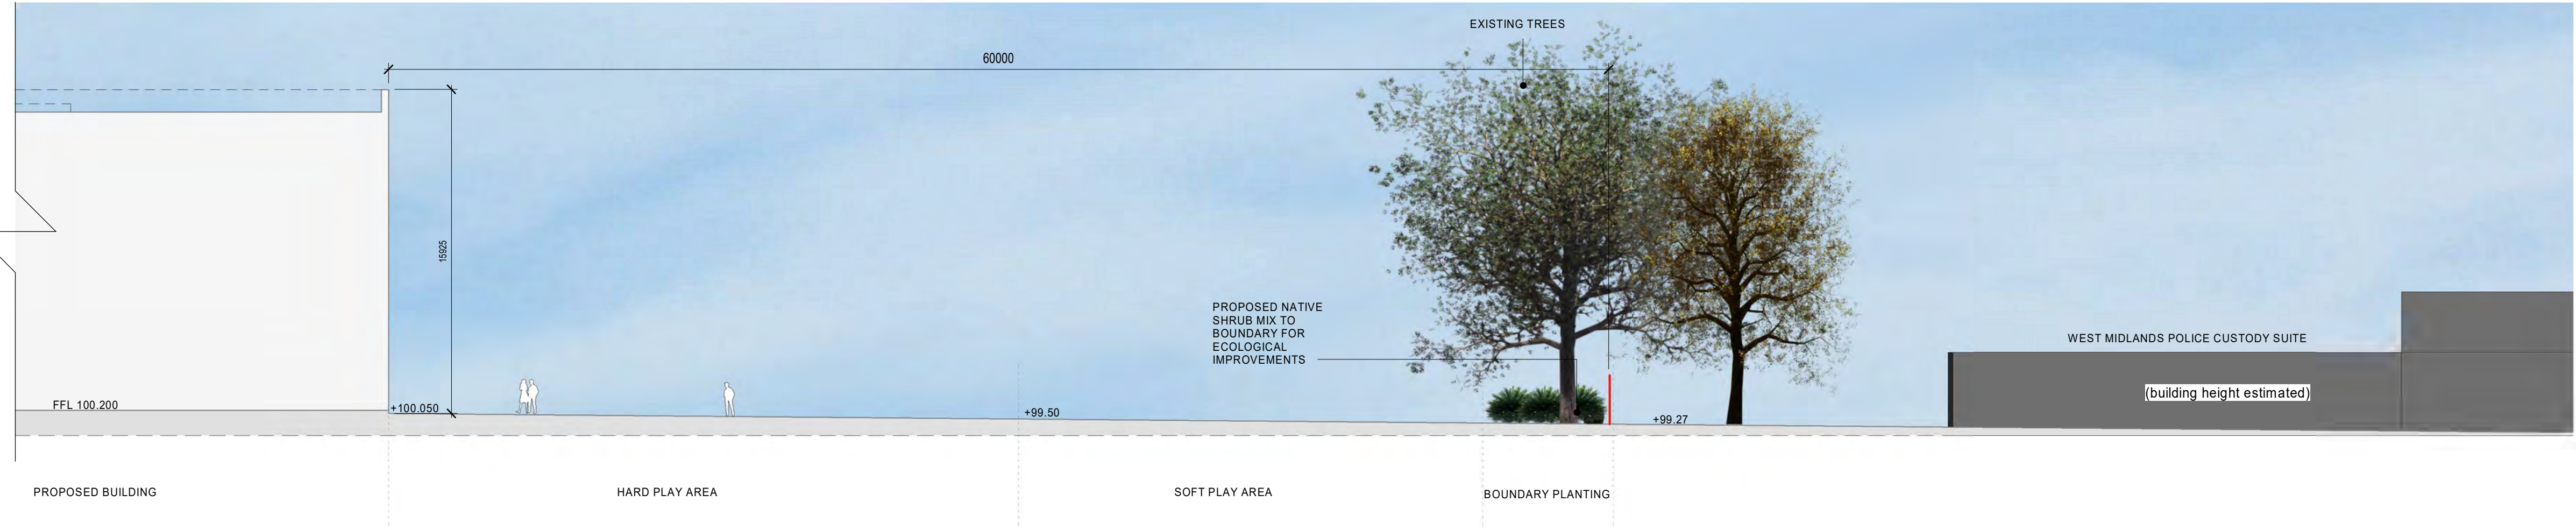 EXISTING TREES
60000
15925
PROPOSED NATIVE
SHRUB MIX TO
BOUNDARY FOR
ECOLOGICAL
IMPROVEMENTS
WEST MIDLANDS POLICE CUSTODY SUITE
(building height estimated)
FFL 100.200
+100.050
+99.50
+99.27
PROPOSED BUILDING
HARD PLAY AREA
SOFT PLAY AREA
BOUNDARY PLANTING